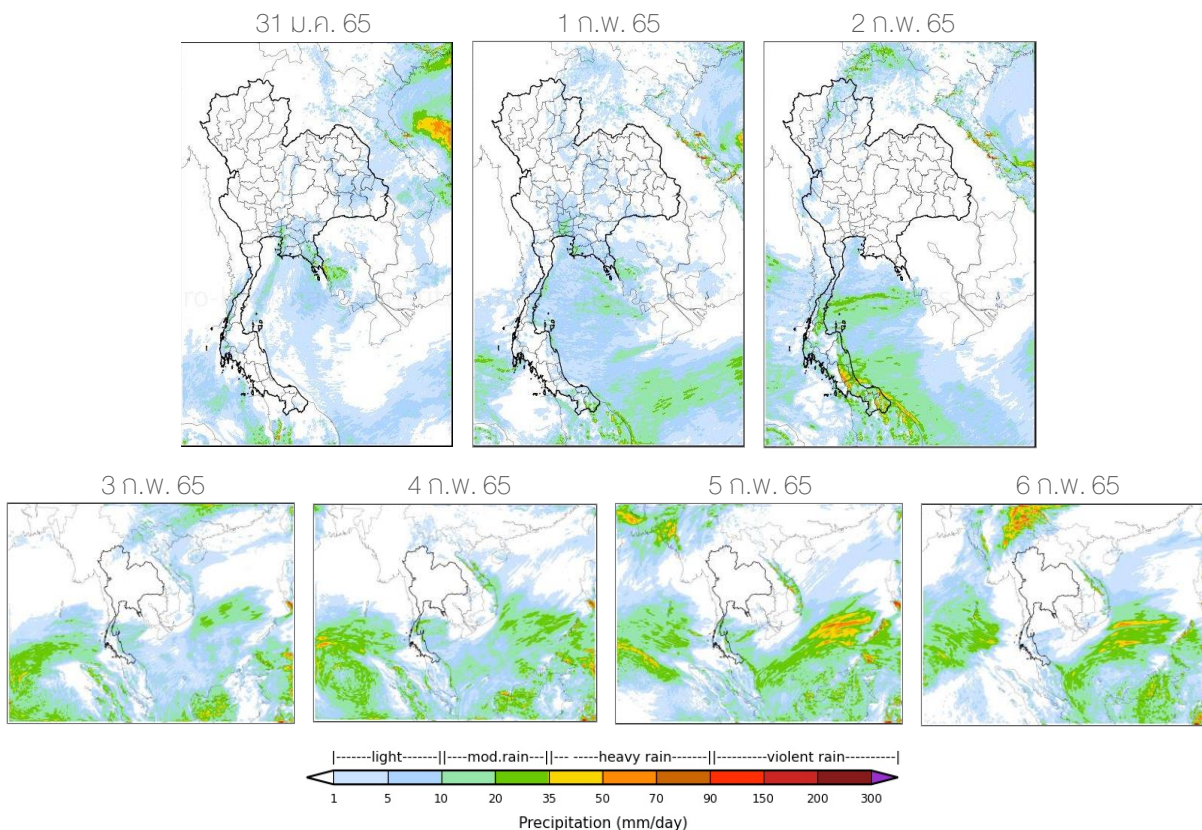 31 ม.ค. 65
1 ก.พ. 65
2 ก.พ. 65
3 ก.พ. 65
4 ก.พ. 65
5 ก.พ. 65
6 ก.พ. 65
|-------light--------||----mod.rain----||--- -------heavy rain-------||----------violent rain----------|
1 5 10 20 35 50 70 90 150 200 300
Precipitation (mm/day)